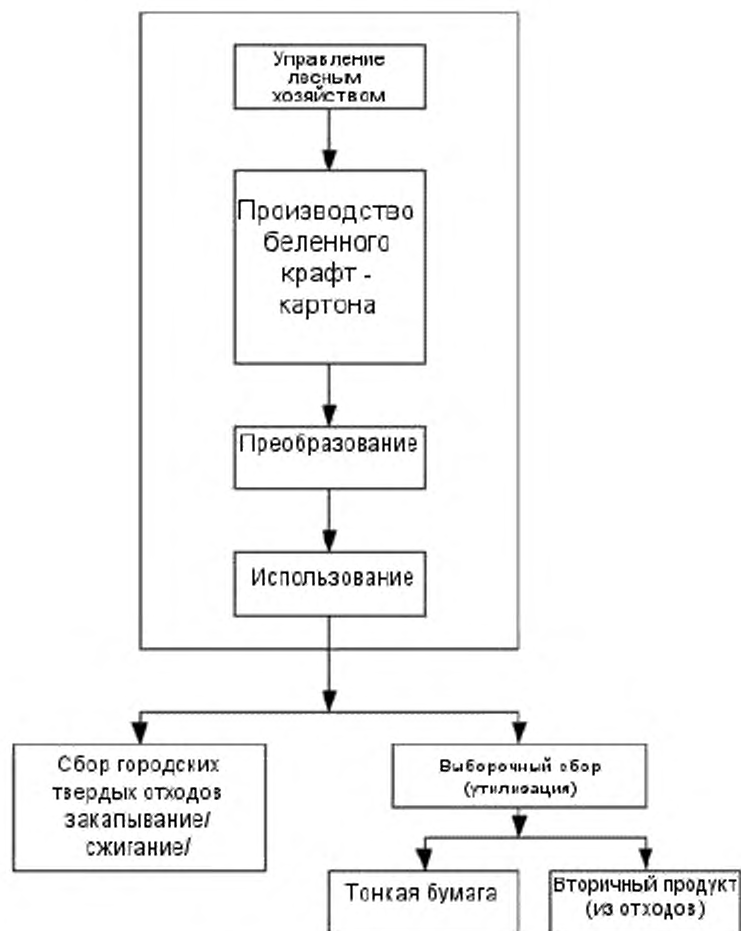 Управление
лесным
хозяйством
Производство
беленного
крафт -
картона
Преобразование
Использование
Сбор городских
твердых отходов
закапывание/
сжигание/
Выборочный сбор
(утилизация)
Тонкая бумага
Вторичный продукт
(из отходов)